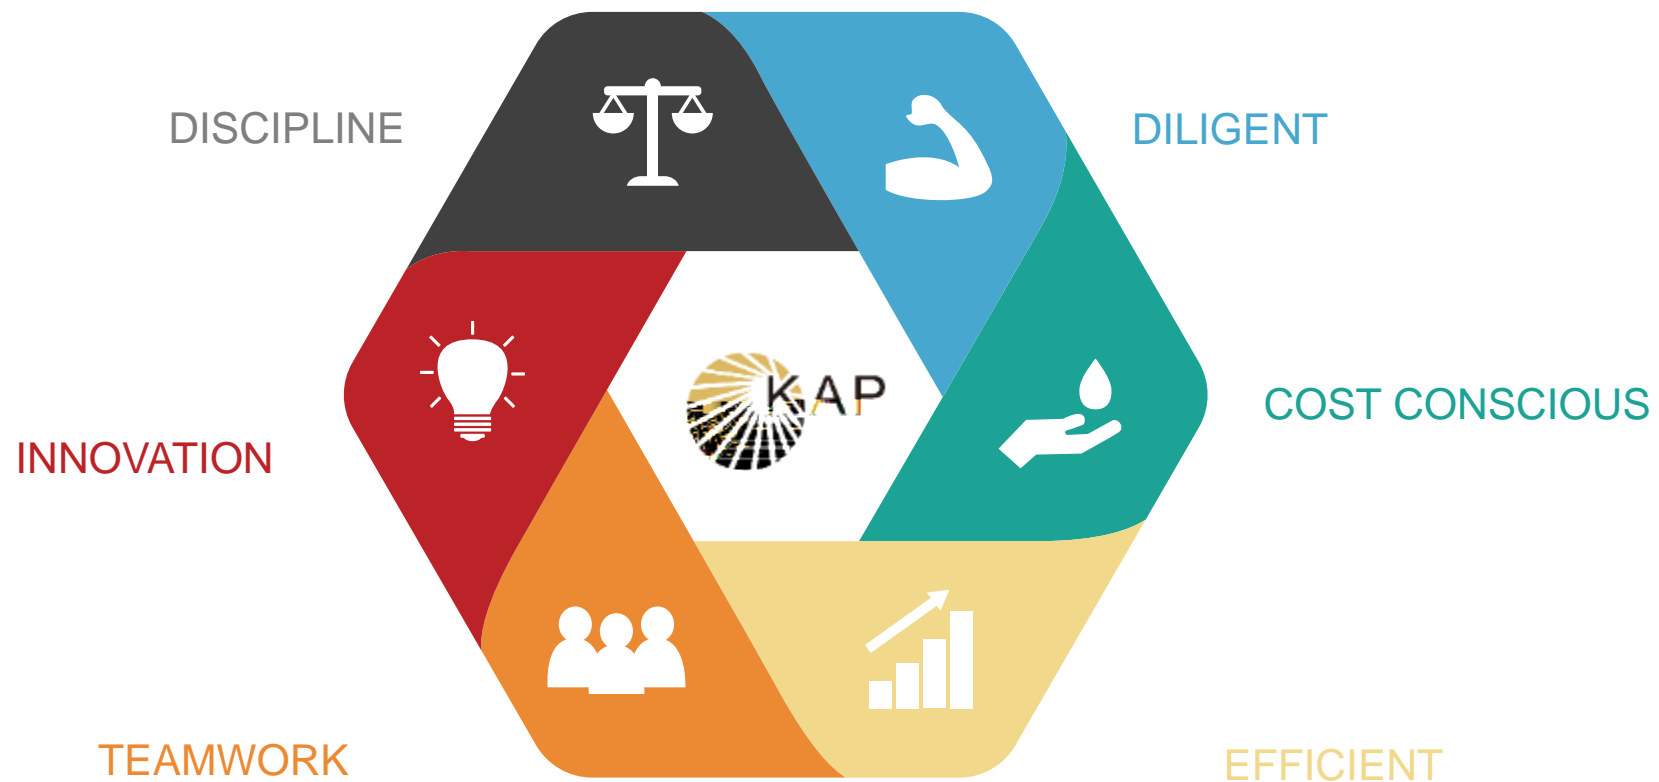 DISCIPLINE
DILIGENT
KAP
COST CONSCIOUS
INNOVATION
TEAMWORK
EFFICIENT